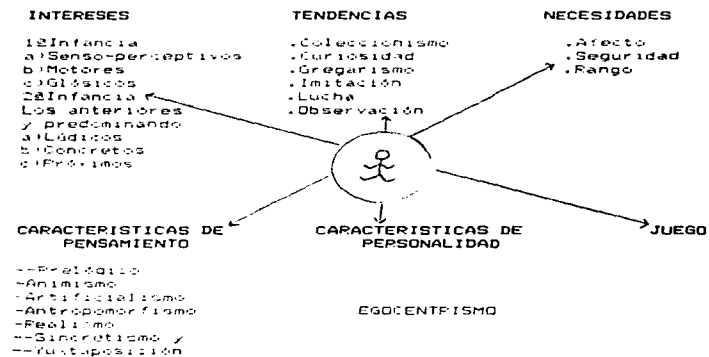 INTERESES
1ªInfancia
a)Senso-perceptivos
b)Motores
c)Glósicos
2ªInfancia
Los anteriores
y predominando
a)Lúdicos
b)Concretos
c)Próximos
TENDENCIAS
.Coleccionismo
.Curiosidad
.Gregarismo
.Imitación
.Lucha
.Observación
NECESIDADES
.Afecto
.Seguridad
.Rango
CARACTERISTICAS DE
PENSAMIENTO
--Prelógico
-Animismo
-Artificialismo
-Antropomorfismo
-Realismo
--Sincretismo y
--Yuxtaposición
CARACTERISTICAS DE
PERSONALIDAD
EGOCENTRISMO
JUEGO